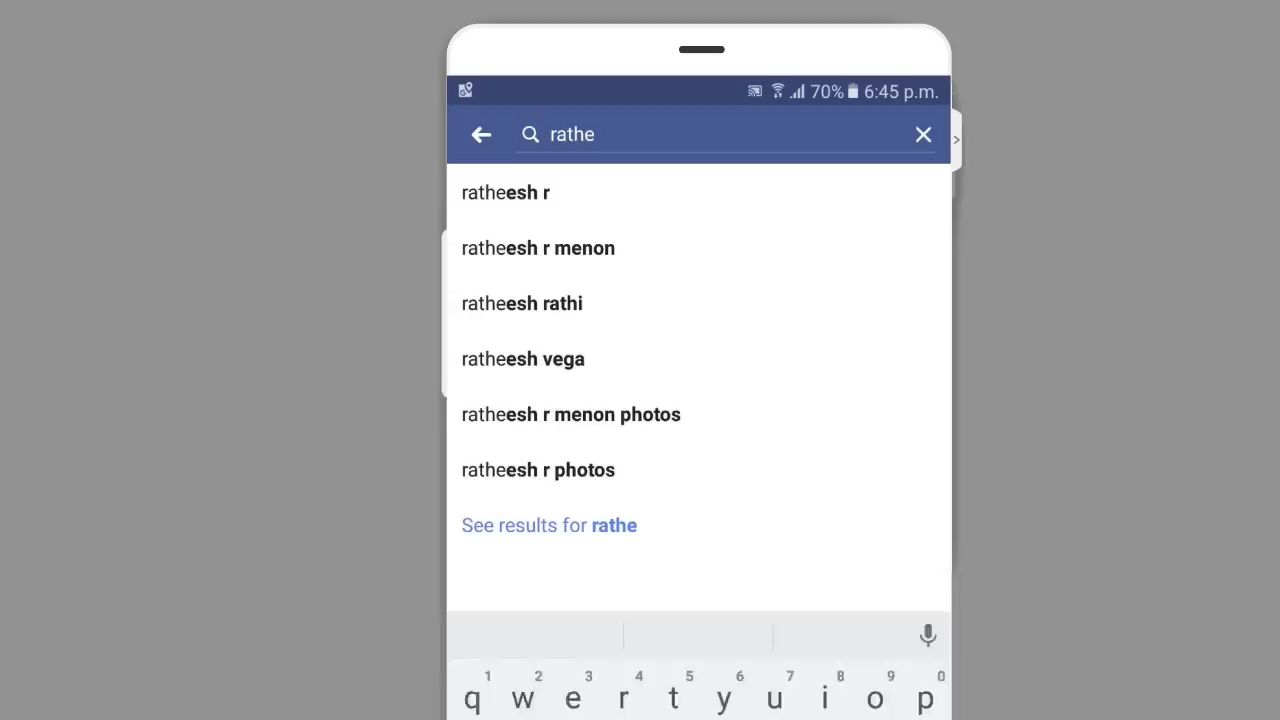 70% 6:45 p.m.
rathe
>
ratheesh r
ratheesh r menon
ratheesh rathi
ratheesh vega
ratheesh r menon photos
ratheesh r photos
See results for rathe
1 2 3 4 5 6 7 8 9 0
q w e r t y u i o p